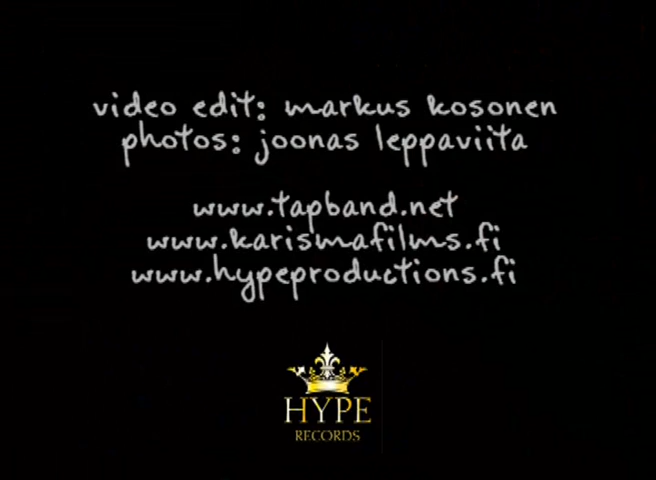 video edit: markus kosonen
photos: joonas leppaviita
www.tapband.net
www.karismafilms.fi
www.hypeproductions.fi
HYPE
RECORDS